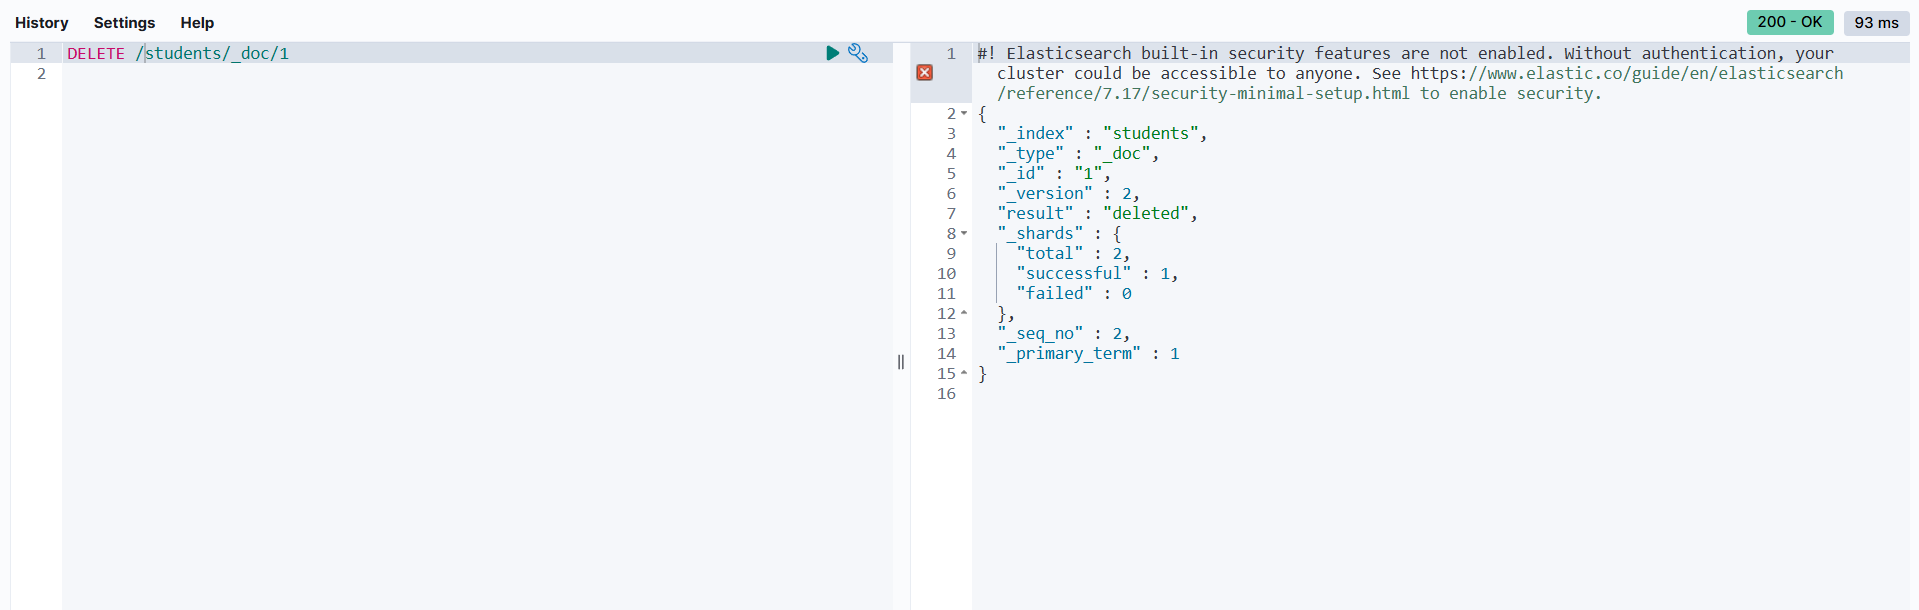 History Settings Help 200 - OK 93 ms
1 DELETE /students/_doc/1
2
1 #! Elasticsearch built-in security features are not enabled. Without authentication, your
cluster could be accessible to anyone. See https://www.elastic.co/guide/en/elasticsearch
/reference/7.17/security-minimal-setup.html to enable security.
2 {
3 "_index" : "students",
4 "_type" : "_doc",
5 "_id" : "1",
6 "_version" : 2,
7 "result" : "deleted",
8 "_shards" : {
9 "total" : 2,
10 "successful" : 1,
11 "failed" : 0
12 },
13 "_seq_no" : 2,
14 "_primary_term" : 1
15 }
16